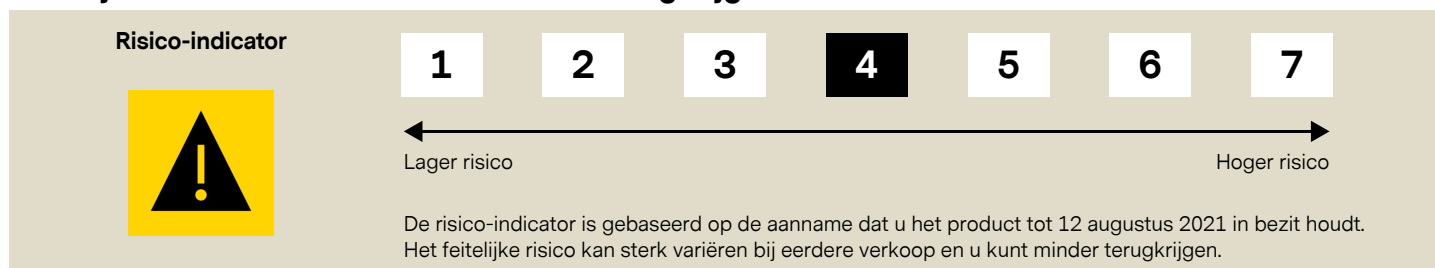 Risico-indicator
1 2 3 4 5 6 7
Lager risico Hoger risico
De risico-indicator is gebaseerd op de aanname dat u het product tot 12 augustus 2021 in bezit houdt.
Het feitelijke risico kan sterk variëren bij eerdere verkoop en u kunt minder terugkrijgen.